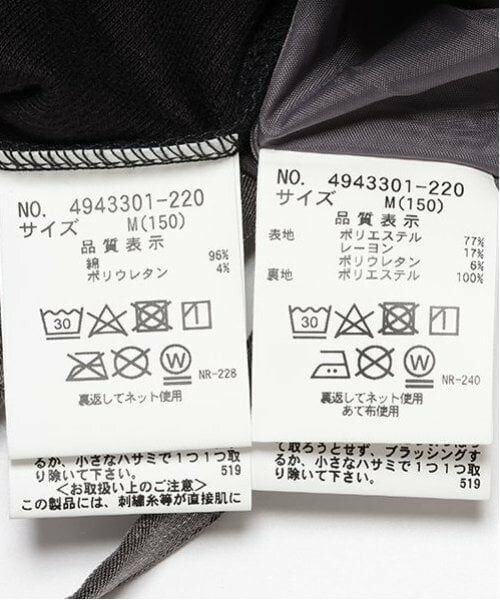 NO. 4943301-220
サイズ M(150)
品質表示
綿 96%
ポリウレタン 4%
30
W
NR-228
裏返してネット使用
るか、小さなハサミで1つ1つ取
り除いて下さい。 519
<お取扱い上のご注意>
この製品には、刺繍糸等が直接肌に
NO. 4943301-220
サイズ M(150)
品質表示
表地 ポリエステル 77%
レーヨン 17%
ポリウレタン 6%
裏地 ポリエステル 100%
30
W
NR-240
裏返してネット使用
あて布使用
て取ろうとせず、ブラッシングす
るか、小さなハサミで1つ1つ取
り除いて下さい。 519